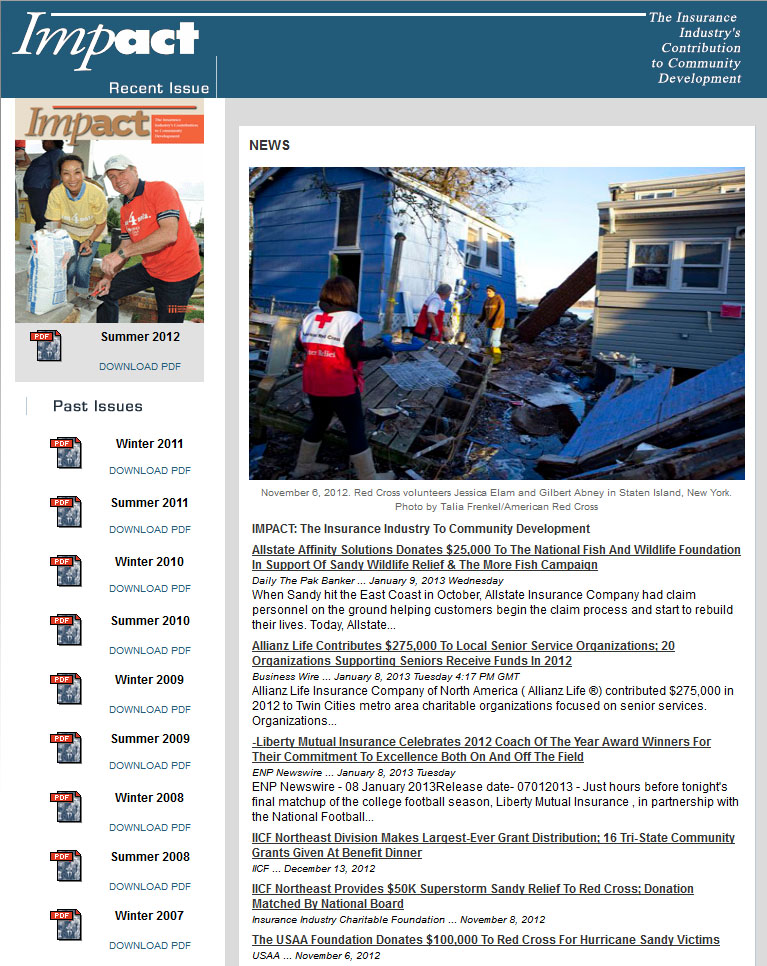 Impact
The Insurance
Industry's
Contribution
to Community
Development
Recent Issue
Impact
The Insurance
Industry's Contribution
to Community
Development
PDF
Summer 2012
DOWNLOAD PDF
Past Issues
PDF
Winter 2011
DOWNLOAD PDF
PDF
Summer 2011
DOWNLOAD PDF
PDF
Winter 2010
DOWNLOAD PDF
PDF
Summer 2010
DOWNLOAD PDF
PDF
Winter 2009
DOWNLOAD PDF
PDF
Summer 2009
DOWNLOAD PDF
PDF
Winter 2008
DOWNLOAD PDF
PDF
Summer 2008
DOWNLOAD PDF
PDF
Winter 2007
DOWNLOAD PDF
NEWS
American Red Cross
November 6, 2012. Red Cross volunteers Jessica Elam and Gilbert Abney in Staten Island, New York.
Photo by Talia Frenkel/American Red Cross
IMPACT: The Insurance Industry To Community Development
Allstate Affinity Solutions Donates $25,000 To The National Fish And Wildlife Foundation
In Support Of Sandy Wildlife Relief & The More Fish Campaign
Daily The Pak Banker ... January 9, 2013 Wednesday
When Sandy hit the East Coast in October, Allstate Insurance Company had claim
personnel on the ground helping customers begin the claim process and start to rebuild
their lives. Today, Allstate...
Allianz Life Contributes $275,000 To Local Senior Service Organizations; 20
Organizations Supporting Seniors Receive Funds In 2012
Business Wire ... January 8, 2013 Tuesday 4:17 PM GMT
Allianz Life Insurance Company of North America ( Allianz Life ®) contributed $275,000 in
2012 to Twin Cities metro area charitable organizations focused on senior services.
Organizations...
-Liberty Mutual Insurance Celebrates 2012 Coach Of The Year Award Winners For
Their Commitment To Excellence Both On And Off The Field
ENP Newswire ... January 8, 2013 Tuesday
ENP Newswire - 08 January 2013Release date- 07012013 - Just hours before tonight's
final matchup of the college football season, Liberty Mutual Insurance , in partnership with
the National Football...
IICF Northeast Division Makes Largest-Ever Grant Distribution; 16 Tri-State Community
Grants Given At Benefit Dinner
IICF ... December 13, 2012
IICF Northeast Provides $50K Superstorm Sandy Relief To Red Cross; Donation
Matched By National Board
Insurance Industry Charitable Foundation ... November 8, 2012
The USAA Foundation Donates $100,000 To Red Cross For Hurricane Sandy Victims
USAA ... November 6, 2012